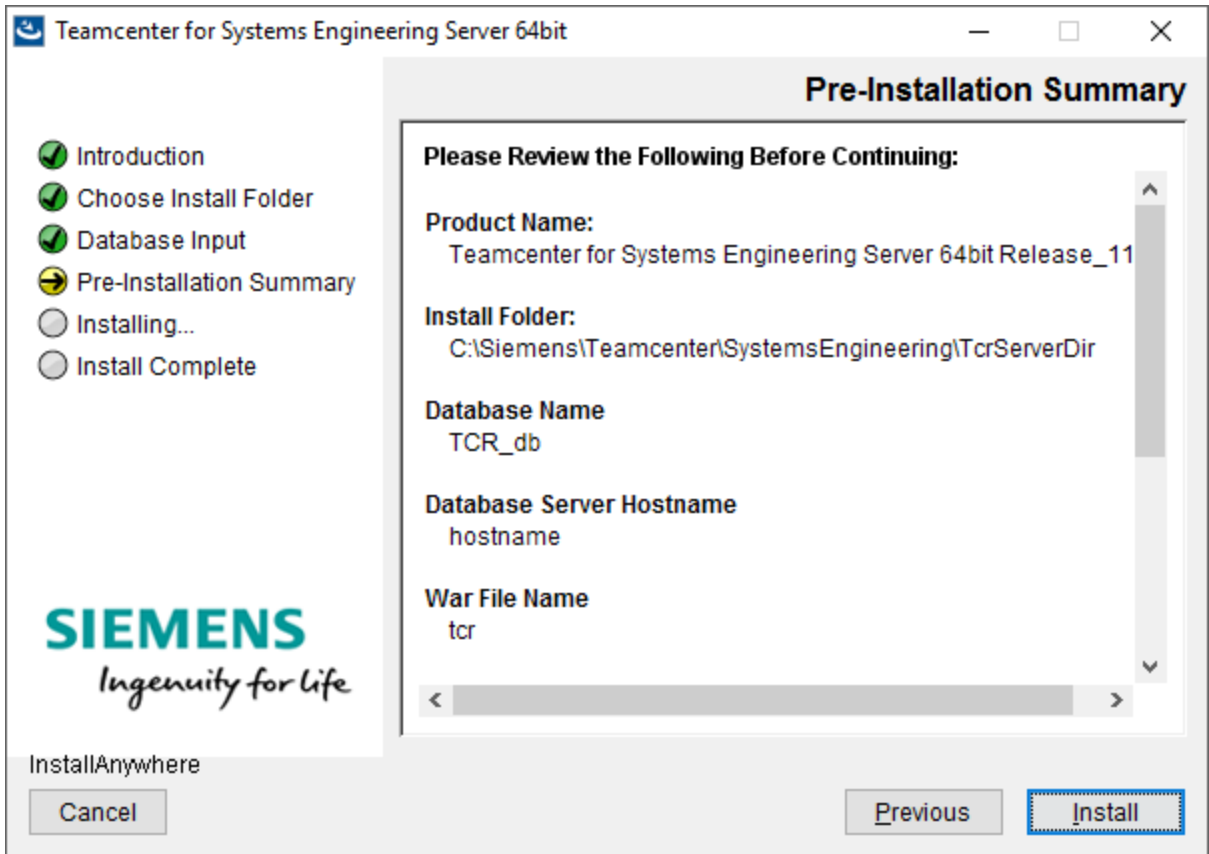 Teamcenter for Systems Engineering Server 64bit
Pre-Installation Summary
Introduction
Choose Install Folder
Database Input
Pre-Installation Summary
Installing...
Install Complete
Please Review the Following Before Continuing:
Product Name:
Teamcenter for Systems Engineering Server 64bit Release_11
Install Folder:
C:\Siemens\Teamcenter\SystemsEngineering\TcrServerDir
Database Name
TCR_db
Database Server Hostname
hostname
War File Name
tcr
SIEMENS
Ingenuity for life
InstallAnywhere
Cancel
Previous
Install